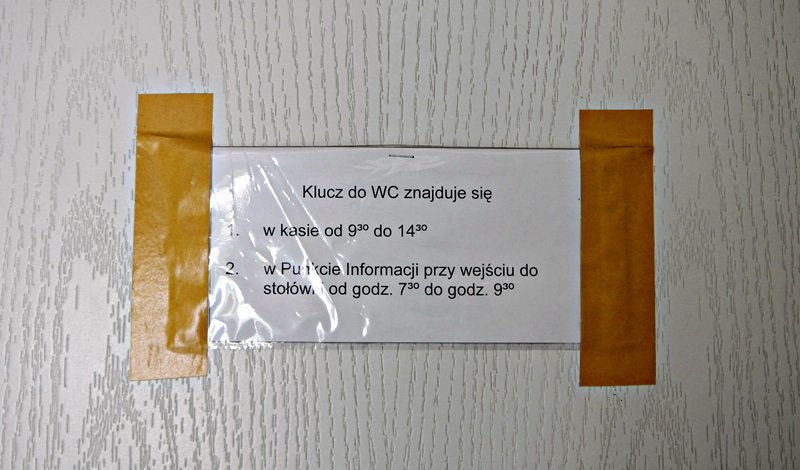 Klucz do WC znajduje się
1. w kasie od 9³⁰ do 14³⁰
2. w Punkcie Informacji przy wejściu do
stołówki od godz. 7³⁰ do godz. 9³⁰